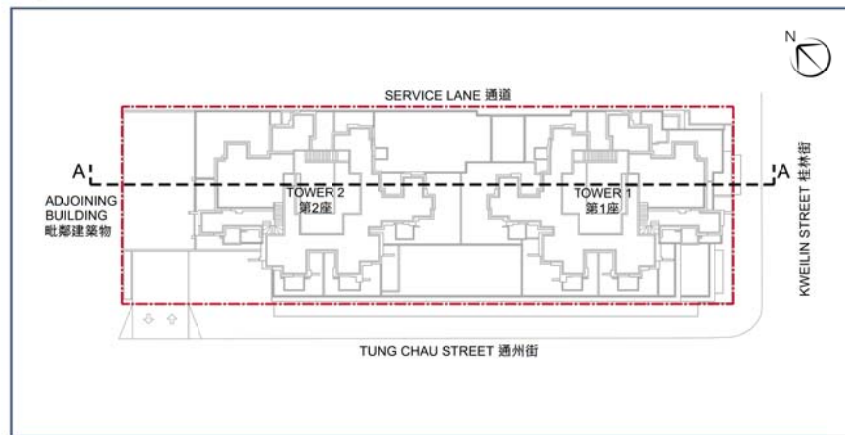 N
SERVICE LANE 通道
A
A
TOWER 2
第2座
TOWER 1
第1座
ADJOINING
BUILDING
毗鄰建築物
KWEILIN STREET 桂林街
TUNG CHAU STREET 通州街